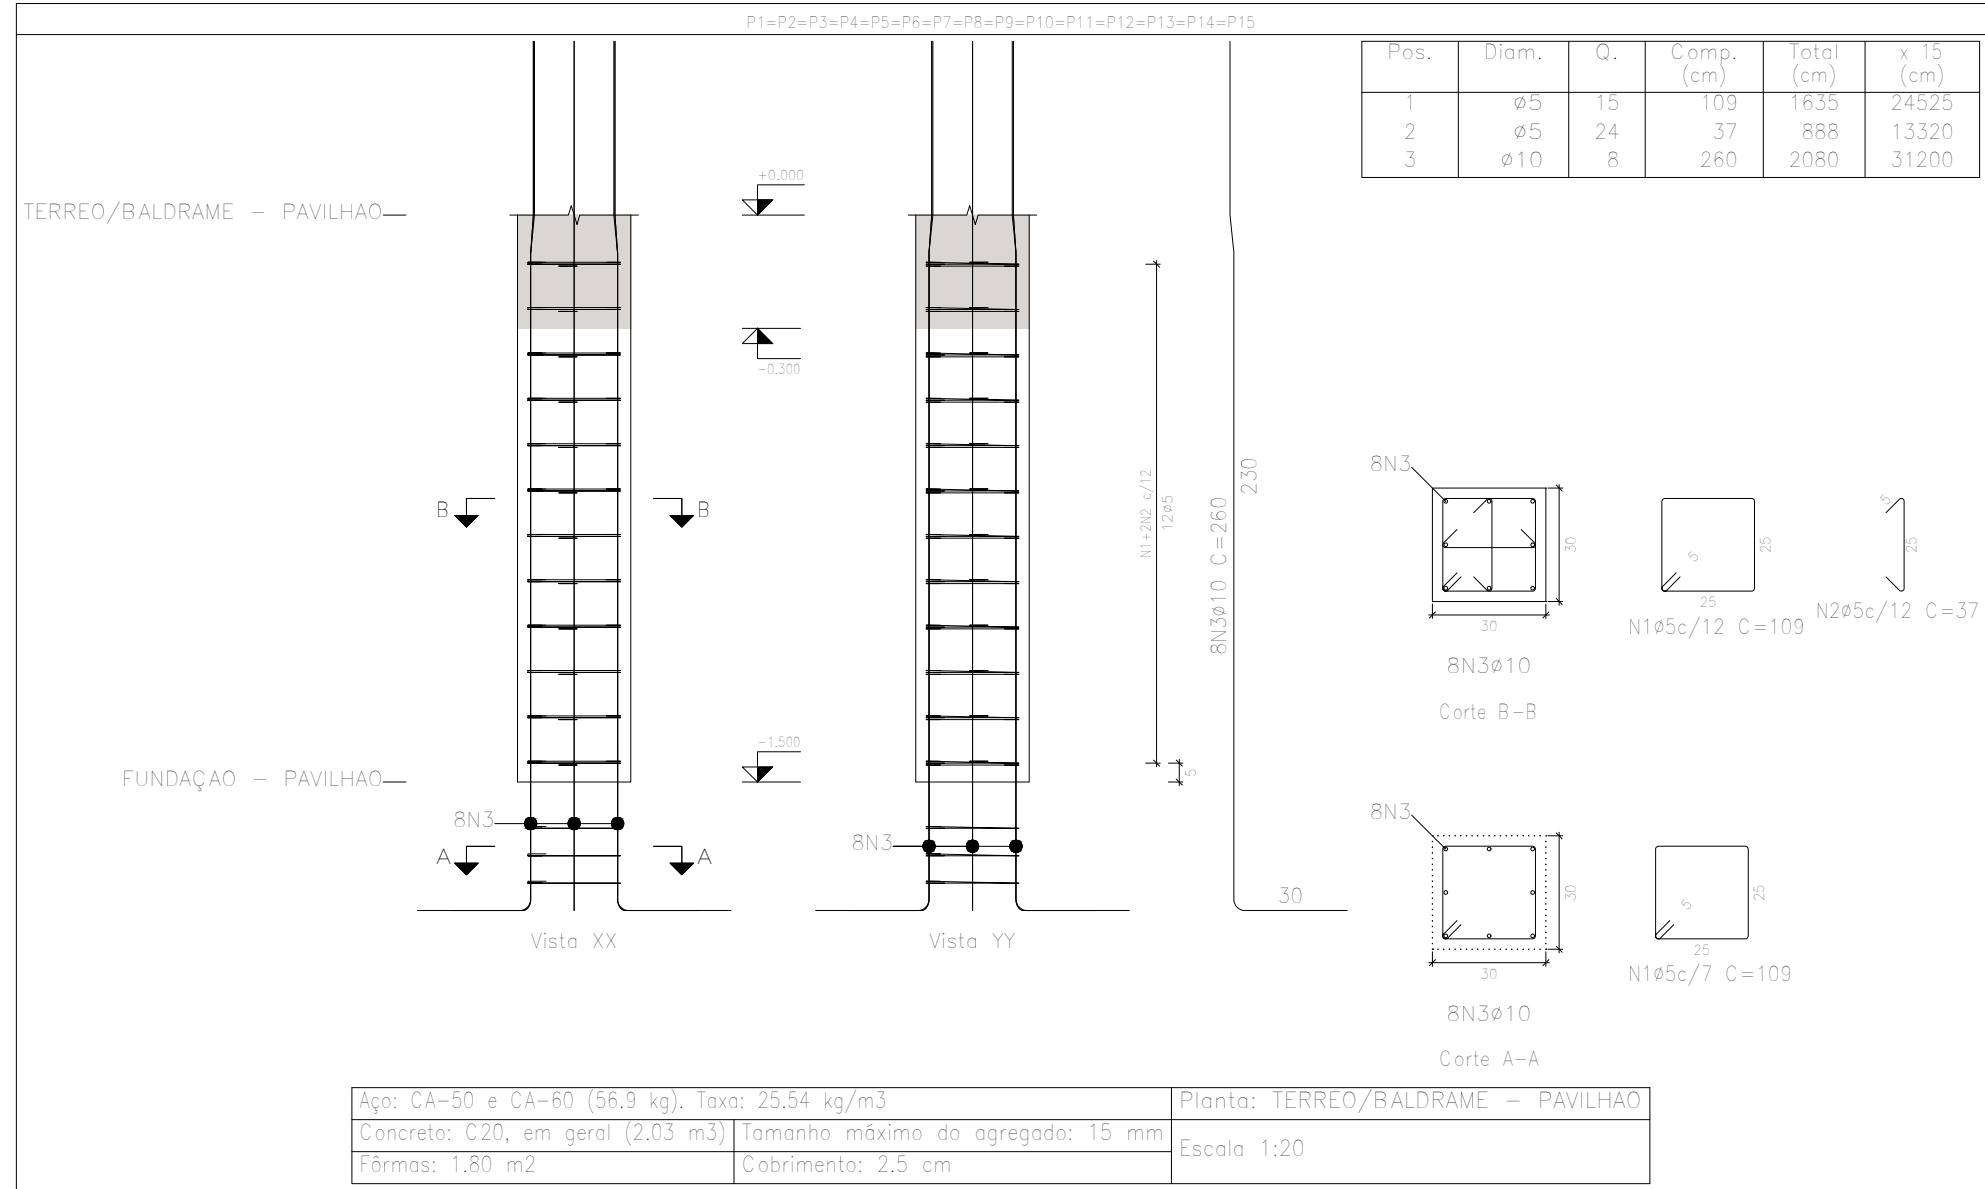 P1=P2=P3=P4=P5=P6=P7=P8=P9=P10=P11=P12=P13=P14=P15
Pos. Diam. Q. Comp. (cm) Total (cm) x 15 (cm)
1 ø5 15 109 1635 24525
2 ø5 24 37 888 13320
3 ø10 8 260 2080 31200
+0.000
TERREO/BALDRAME - PAVILHAO
-0.300
B B
N1+2N2 c/12
12ø5
8N3ø10 C=260
230
-1.500
5
FUNDAÇAO - PAVILHAO
8N3
8N3
A A
30
Vista XX
Vista YY
8N3
30
30
8N3ø10
Corte B-B
5
25
25
N1ø5c/12 C=109
5
25
N2ø5c/12 C=37
8N3
30
30
8N3ø10
Corte A-A
5
25
25
N1ø5c/7 C=109
Aço: CA-50 e CA-60 (56.9 kg). Taxa: 25.54 kg/m3
Planta: TERREO/BALDRAME - PAVILHAO
Concreto: C20, em geral (2.03 m3)
Tamanho máximo do agregado: 15 mm
Escala 1:20
Fôrmas: 1.80 m2
Cobrimento: 2.5 cm